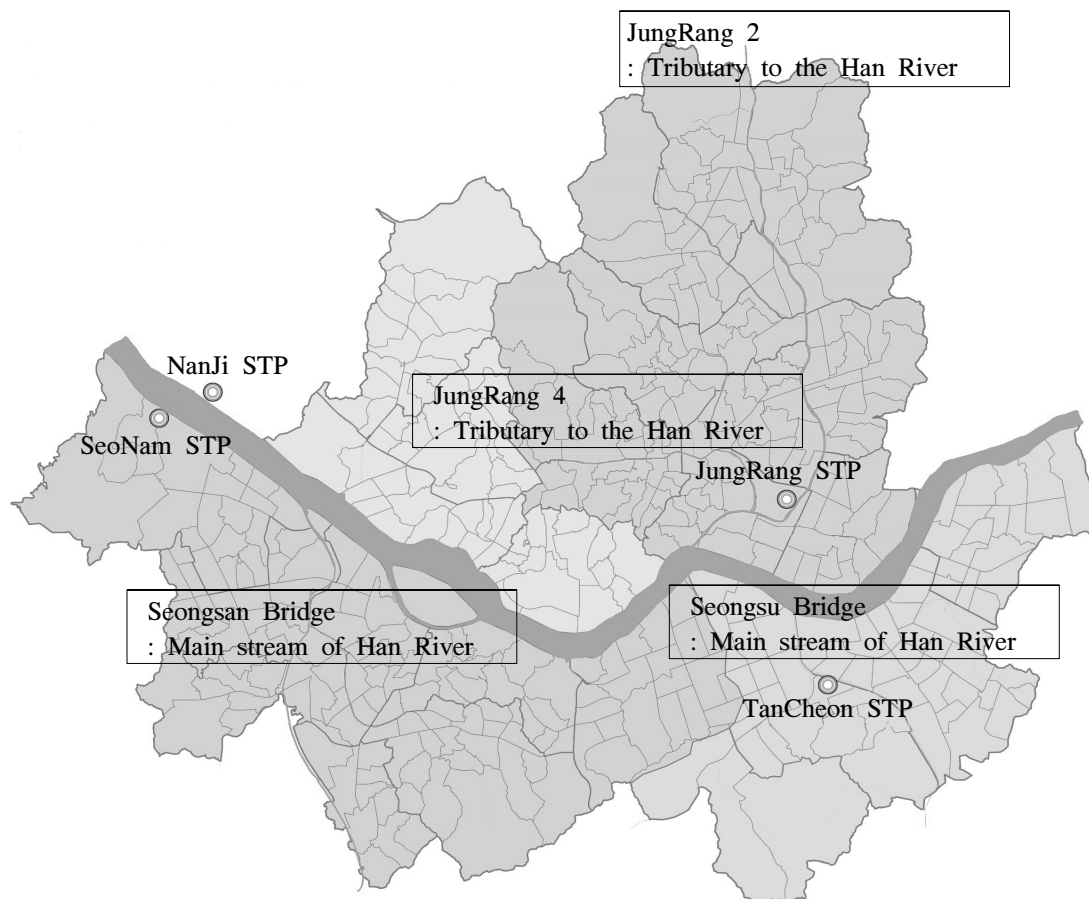 JungRang 2
: Tributary to the Han River
NanJi STP
SeoNam STP
JungRang 4
: Tributary to the Han River
JungRang STP
Seongsan Bridge
: Main stream of Han River
Seongsu Bridge
: Main stream of Han River
TanCheon STP